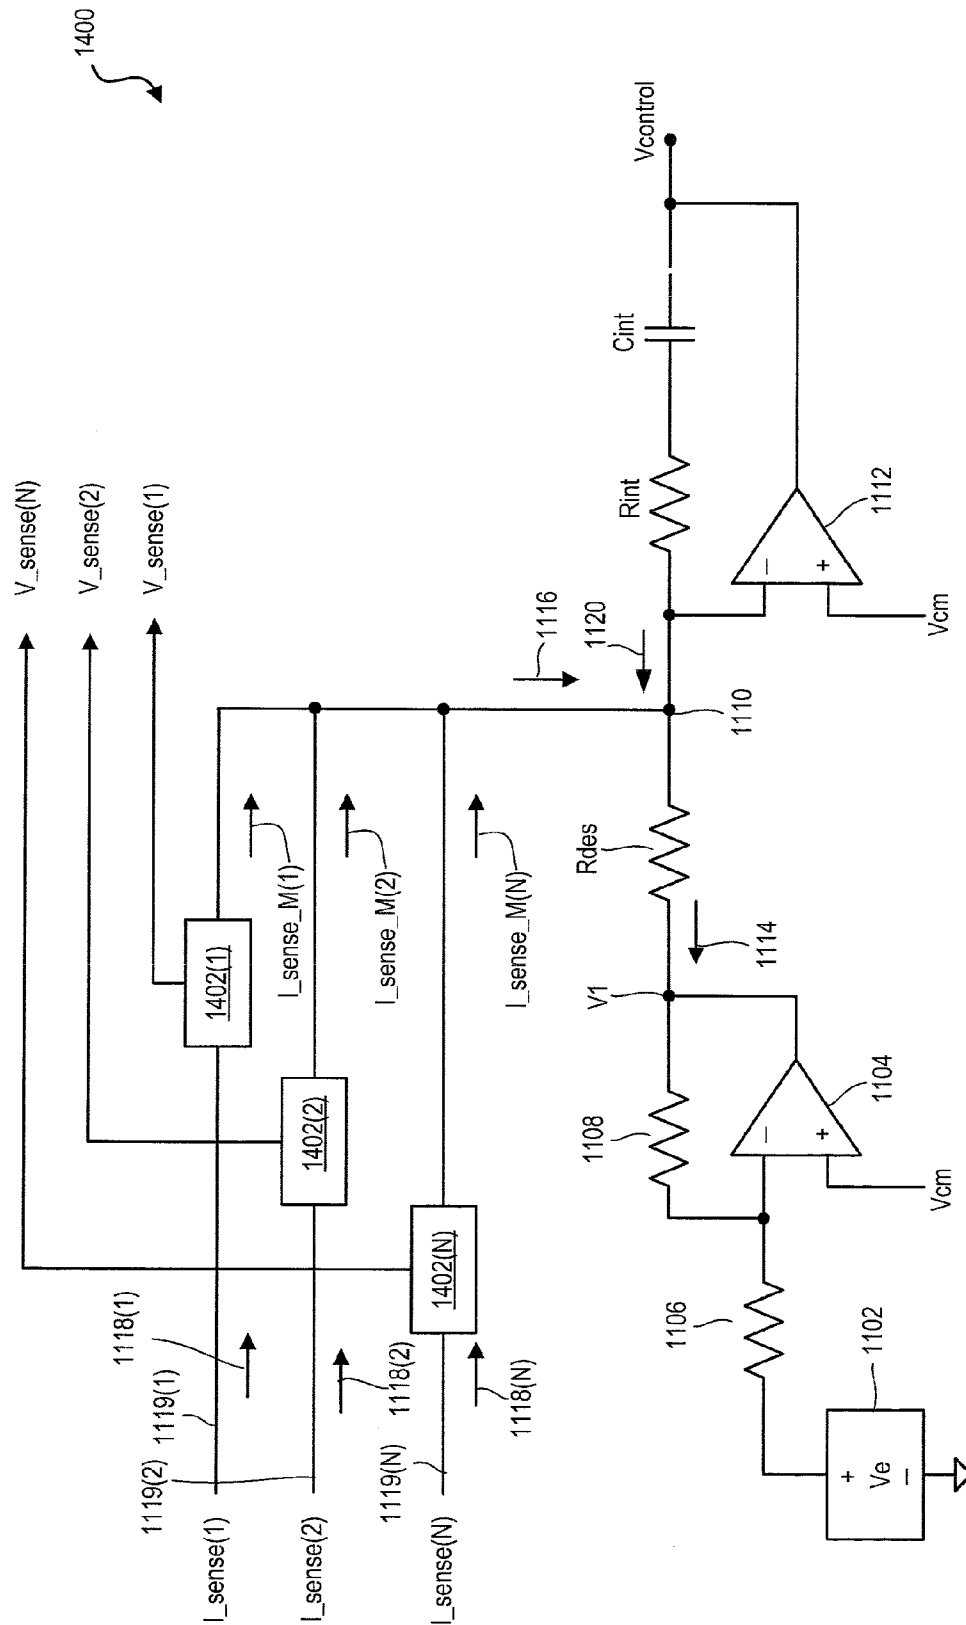 1400
V_sense(N)
V_sense(2)
V_sense(1)
1402(1)
1402(2)
1402(N)
I_sense_M(1)
I_sense_M(2)
I_sense_M(N)
1118(1)
1119(1)
1119(2)
1118(2)
1119(N)
1118(N)
I_sense(1)
I_sense(2)
I_sense(N)
1116
1120
1110
Vcontrol
Cint
Rint
1112
−
+
Vcm
Rdes
1114
V1
1108
1104
−
+
Vcm
1106
1102
+
Ve
−